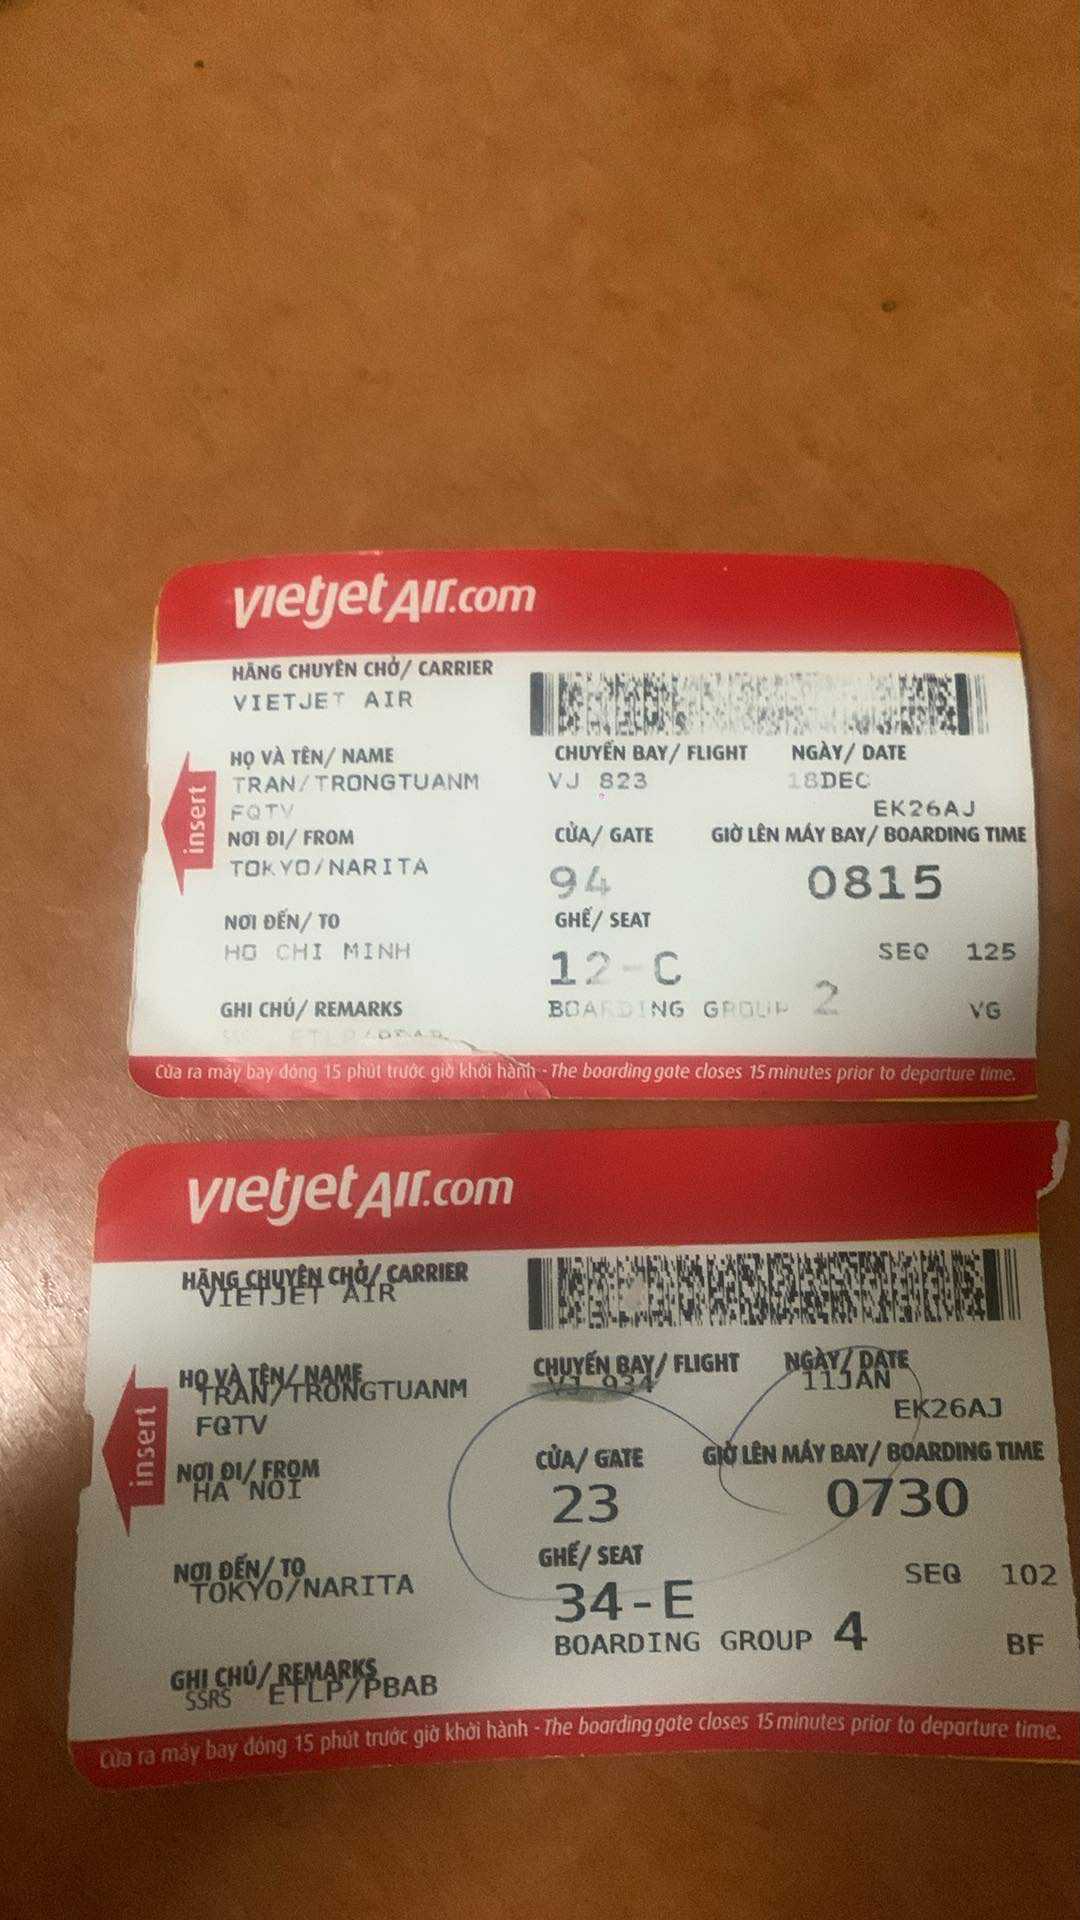 vietjetAir.com
HÃNG CHUYÊN CHỞ/ CARRIER
VIETJET AIR
HỌ VÀ TÊN/ NAME
TRAN/TRONGTUANM
FQTV
CHUYẾN BAY/ FLIGHT
VJ 823
NGÀY/ DATE
18DEC
EK26AJ
NƠI ĐI/ FROM
TOKYO/NARITA
CỬA/ GATE
94
GIỜ LÊN MÁY BAY/ BOARDING TIME
0815
NƠI ĐẾN/ TO
HO CHI MINH
GHẾ/ SEAT
12-C
SEQ 125
BOARDING GROUP 2
VG
GHI CHÚ/ REMARKS
insert
Cửa ra máy bay đóng 15 phút trước giờ khởi hành - The boarding gate closes 15 minutes prior to departure time.
vietjetAir.com
HÃNG CHUYÊN CHỞ/ CARRIER
VIETJET AIR
HỌ VÀ TÊN/ NAME
TRAN/TRONGTUANM
FQTV
CHUYẾN BAY/ FLIGHT
VJ 934
NGÀY/ DATE
11JAN
EK26AJ
NƠI ĐI/ FROM
HA NOI
CỬA/ GATE
23
GIỜ LÊN MÁY BAY/ BOARDING TIME
0730
NƠI ĐẾN/ TO
TOKYO/NARITA
GHẾ/ SEAT
34-E
SEQ 102
BOARDING GROUP 4
BF
GHI CHÚ/ REMARKS
SSRS ETLP/PBAB
insert
Cửa ra máy bay đóng 15 phút trước giờ khởi hành - The boarding gate closes 15 minutes prior to departure time.